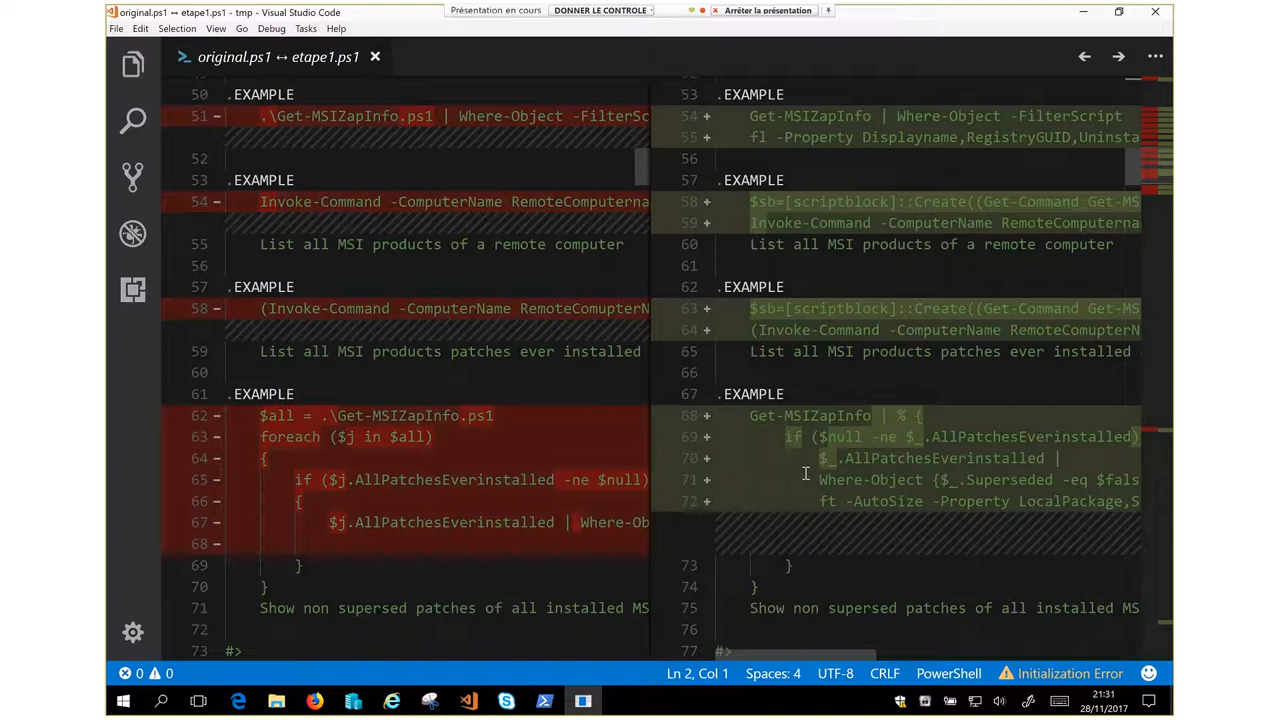 original.ps1 ↔ etape1.ps1 - tmp - Visual Studio Code
Présentation en cours DONNER LE CONTROLE Arrêter la présentation
File Edit Selection View Go Debug Tasks Help
original.ps1 ↔ etape1.ps1
50 .EXAMPLE
51 - .\Get-MSIZapInfo.ps1 | Where-Object -FilterSc
52
53 .EXAMPLE
54 - Invoke-Command -ComputerName RemoteComputerna
55 List all MSI products of a remote computer
56
57 .EXAMPLE
58 - (Invoke-Command -ComputerName RemoteComupterN
59 List all MSI products patches ever installed
60
61 .EXAMPLE
62 - $all = .\Get-MSIZapInfo.ps1
63 - foreach ($j in $all)
64 - {
65 - if ($j.AllPatchesEverinstalled -ne $null)
66 - {
67 - $j.AllPatchesEverinstalled | Where-Ob
68 -
69 }
70 }
71 Show non supersed patches of all installed MS
72
73 #>
53 .EXAMPLE
54 + Get-MSIZapInfo | Where-Object -FilterScript
55 + fl -Property Displayname,RegistryGUID,Uninsta
56
57 .EXAMPLE
58 + $sb=[scriptblock]::Create((Get-Command Get-MS
59 + Invoke-Command -ComputerName RemoteComputerna
60 List all MSI products of a remote computer
61
62 .EXAMPLE
63 + $sb=[scriptblock]::Create((Get-Command Get-MS
64 + (Invoke-Command -ComputerName RemoteComupterN
65 List all MSI products patches ever installed
66
67 .EXAMPLE
68 + Get-MSIZapInfo | % {
69 + if ($null -ne $_.AllPatchesEverinstalled)
70 + $_.AllPatchesEverinstalled |
71 + Where-Object {$_.Superseded -eq $fals
72 + ft -AutoSize -Property LocalPackage,S
73 }
74 }
75 Show non supersed patches of all installed MS
76
77 #>
0 0 Ln 2, Col 1 Spaces: 4 UTF-8 CRLF PowerShell Initialization Error
21:31
28/11/2017